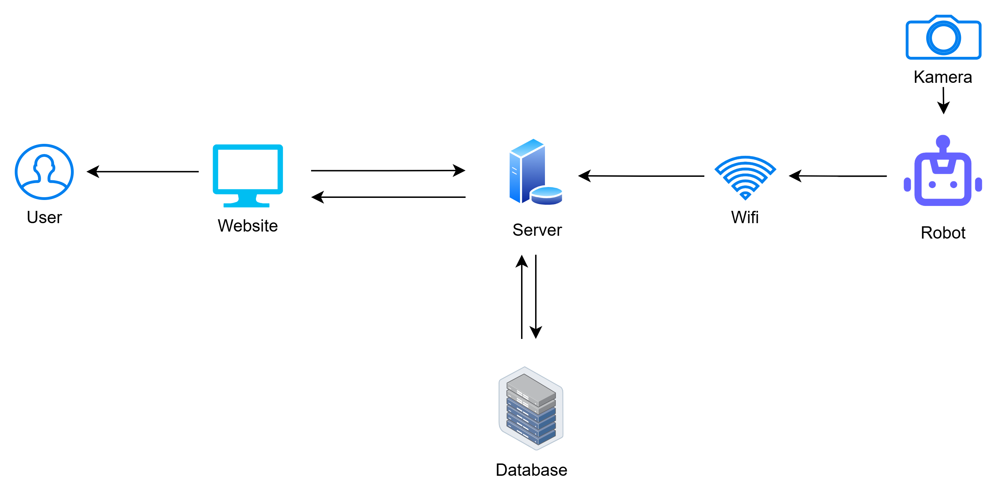 Kamera
User
Website
Server
Wifi
Robot
Database